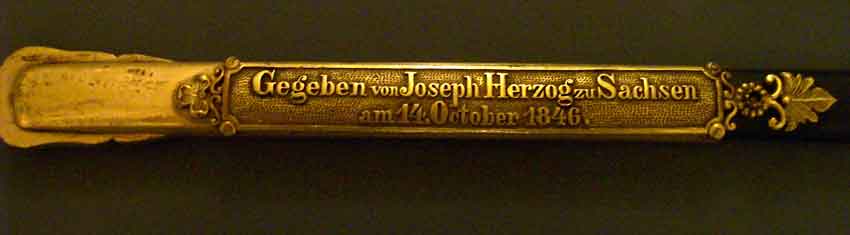 Gegeben von Joseph Herzog zu Sachsen
am 14. October 1846.